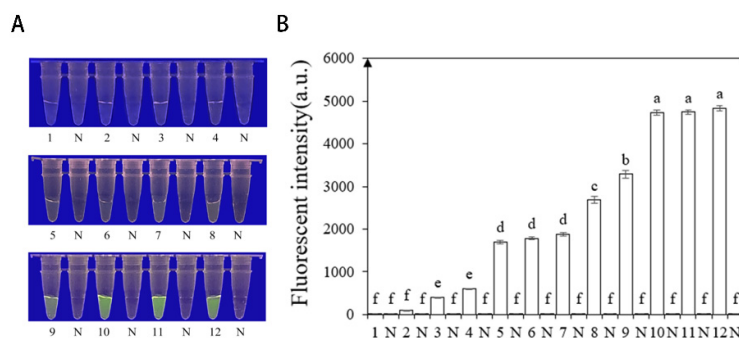 A
1 N 2 N 3 N 4 N
5 N 6 N 7 N 8 N
9 N 10 N 11 N 12 N
B
Fluorescent intensity(a.u.)
6000
5000
4000
3000
2000
1000
0
f f f f e f e f d f d f d f c f b f a f a f a f
1 N 2 N 3 N 4 N 5 N 6 N 7 N 8 N 9 N 10 N 11 N 12 N